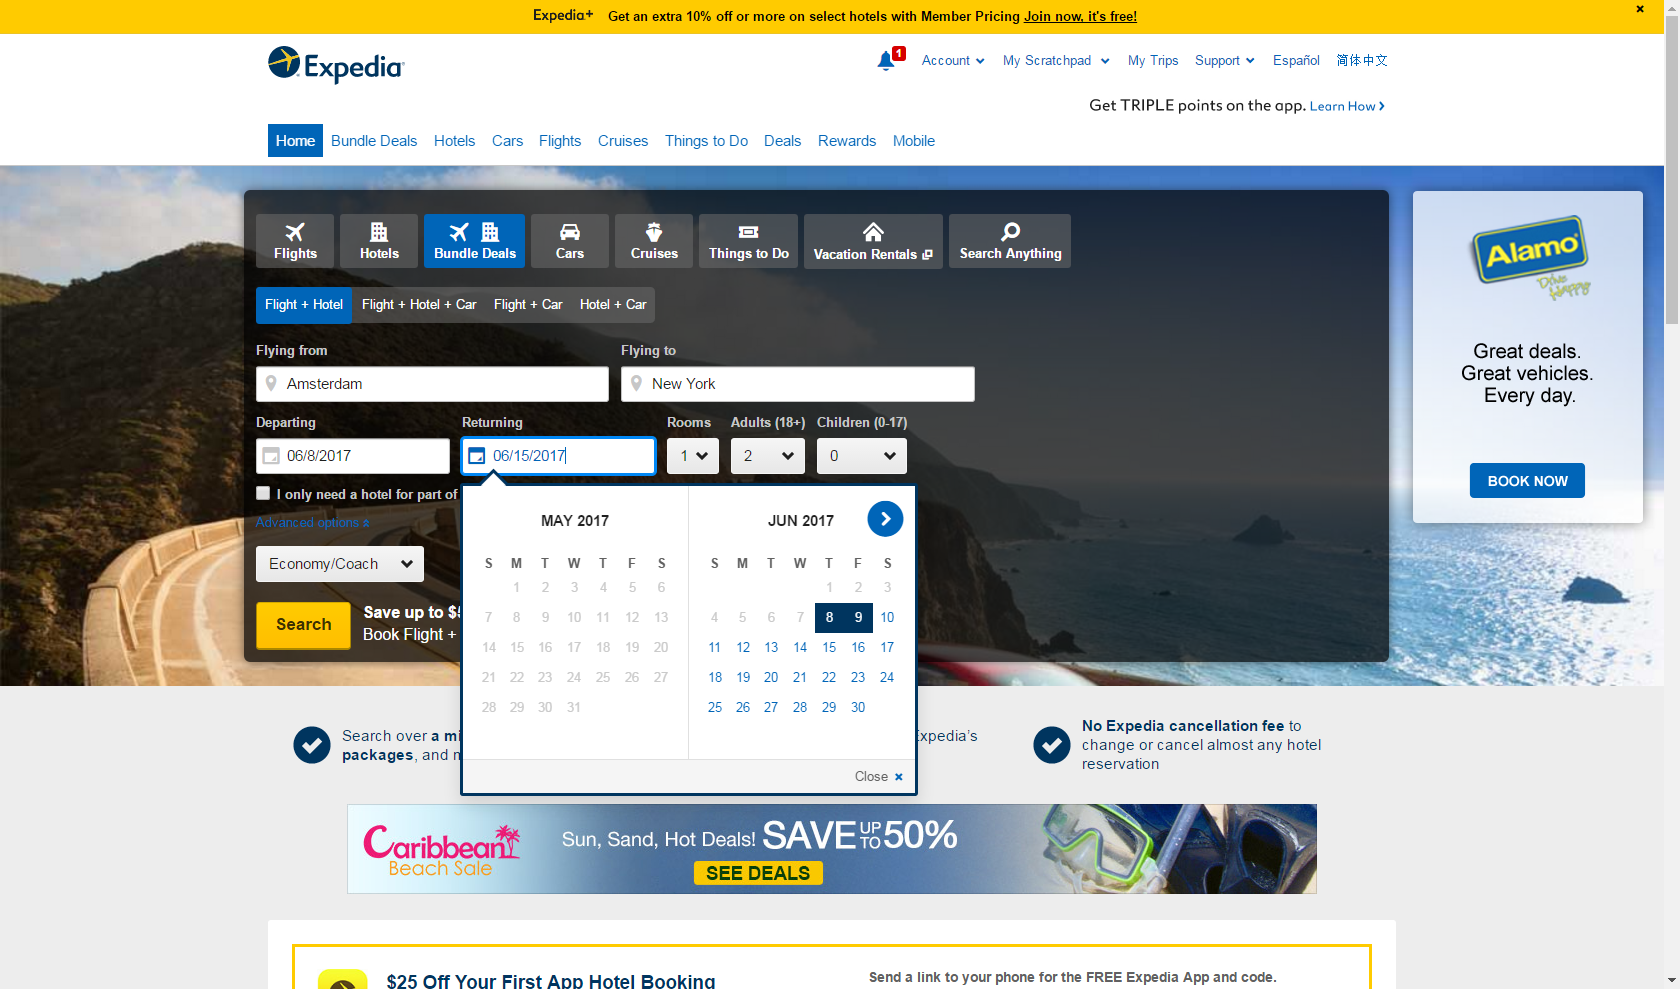 Expedia+ Get an extra 10% off or more on select hotels with Member Pricing Join now, it's free!
Expedia
1 Account My Scratchpad My Trips Support Español 简体中文
Get TRIPLE points on the app. Learn How
Home Bundle Deals Hotels Cars Flights Cruises Things to Do Deals Rewards Mobile
Flights Hotels Bundle Deals Cars Cruises Things to Do Vacation Rentals Search Anything
Flight + Hotel Flight + Hotel + Car Flight + Car Hotel + Car
Flying from Flying to
Amsterdam New York
Departing Returning Rooms Adults (18+) Children (0-17)
06/8/2017 06/15/2017 1 2 0
I only need a hotel for part of
Advanced options
Economy/Coach
Search
Save up to $
Book Flight +
MAY 2017
S M T W T F S
1 2 3 4 5 6
7 8 9 10 11 12 13
14 15 16 17 18 19 20
21 22 23 24 25 26 27
28 29 30 31
JUN 2017
S M T W T F S
1 2 3
4 5 6 7 8 9 10
11 12 13 14 15 16 17
18 19 20 21 22 23 24
25 26 27 28 29 30
Close
Alamo
Drive Happy
Great deals.
Great vehicles.
Every day.
BOOK NOW
Search over a mi
packages, and m
Expedia's
No Expedia cancellation fee to
change or cancel almost any hotel
reservation
Caribbean
Beach Sale
Sun, Sand, Hot Deals! SAVE UP TO 50%
SEE DEALS
$25 Off Your First App Hotel Booking
Send a link to your phone for the FREE Expedia App and code.